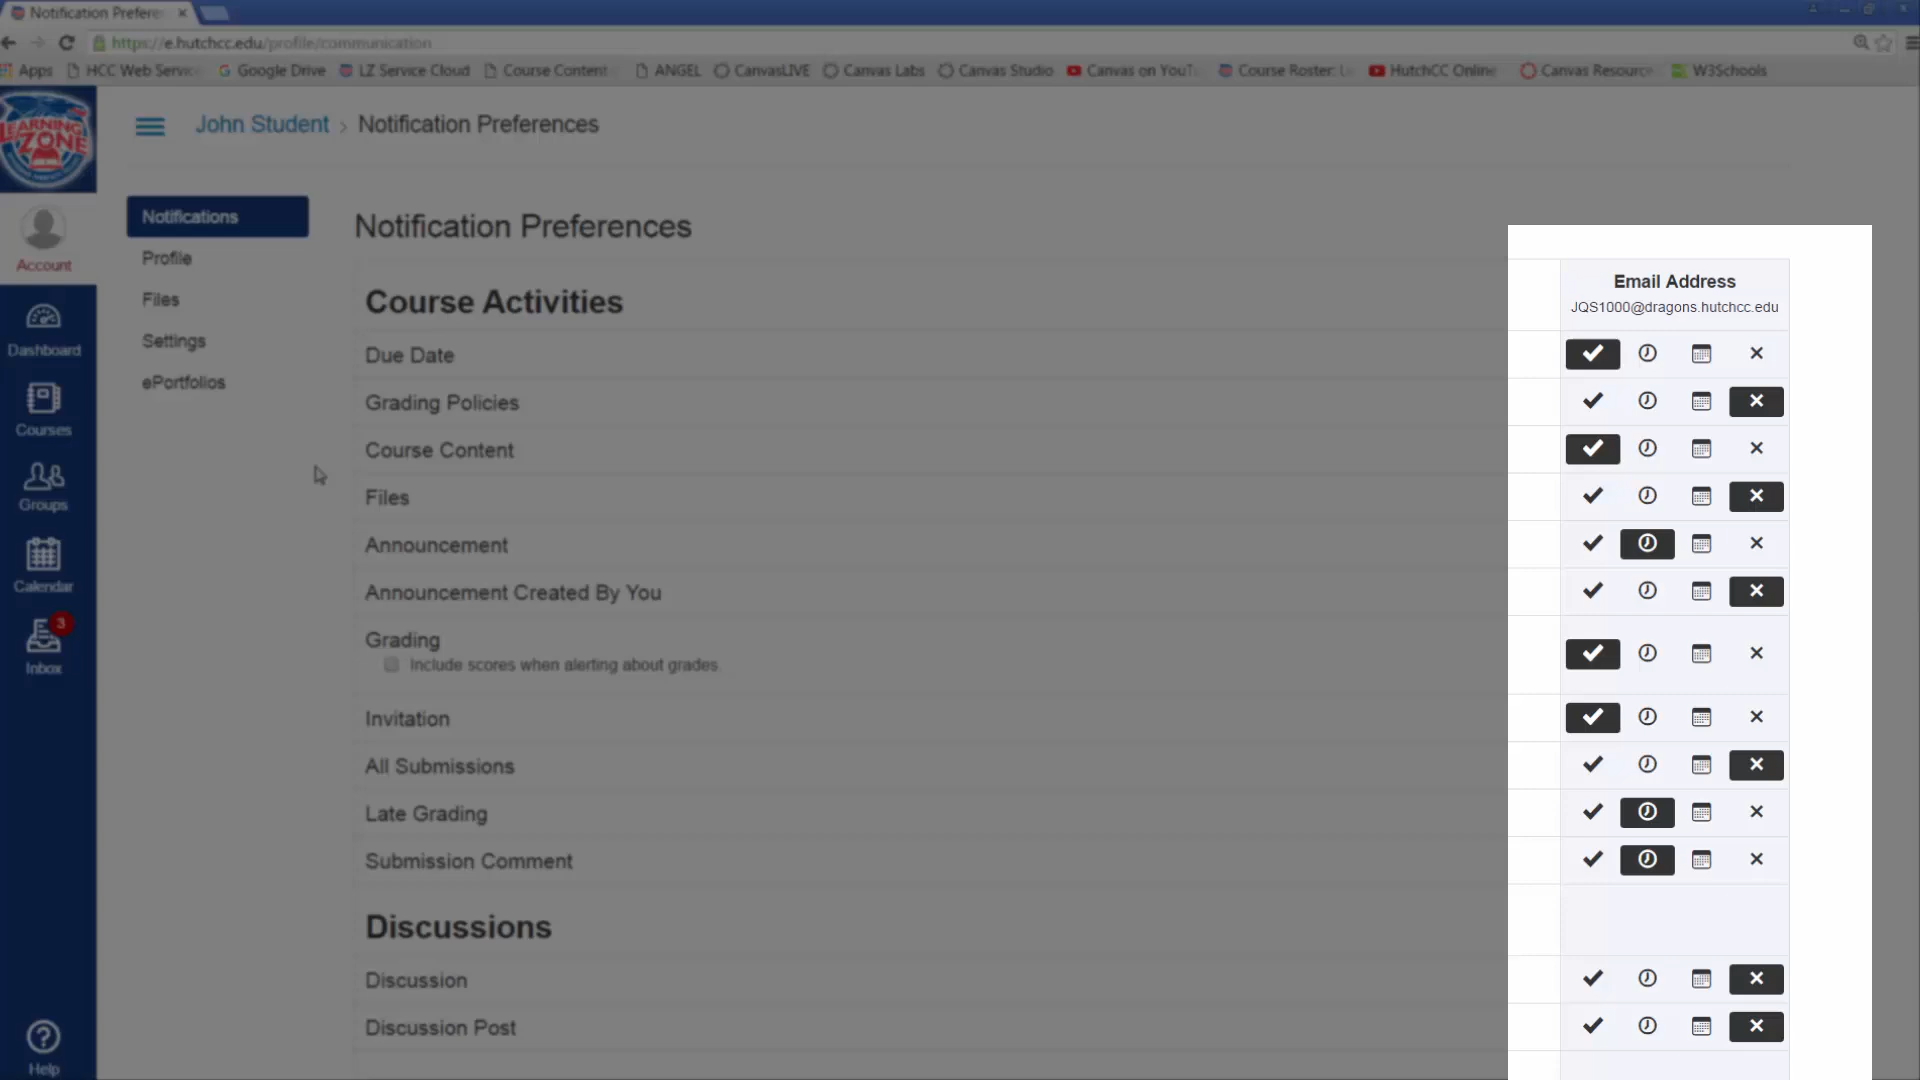 Notification Prefere
https://e.hutchcc.edu/profile/communication
Apps HCC Web Servic Google Drive LZ Service Cloud Course Content ANGEL CanvasLIVE Canvas Labs Canvas Studio Canvas on YouT Course Roster: HutchCC Online Canvas Resource W3Schools
LEARNING ZONE
John Student > Notification Preferences
Notifications
Profile
Files
Settings
ePortfolios
Account
Dashboard
Courses
Groups
Calendar
3
Inbox
Help
Notification Preferences
Email Address
JQS1000@dragons.hutchcc.edu
Course Activities
Due Date
Grading Policies
Course Content
Files
Announcement
Announcement Created By You
Grading
Include scores when alerting about grades.
Invitation
All Submissions
Late Grading
Submission Comment
Discussions
Discussion
Discussion Post